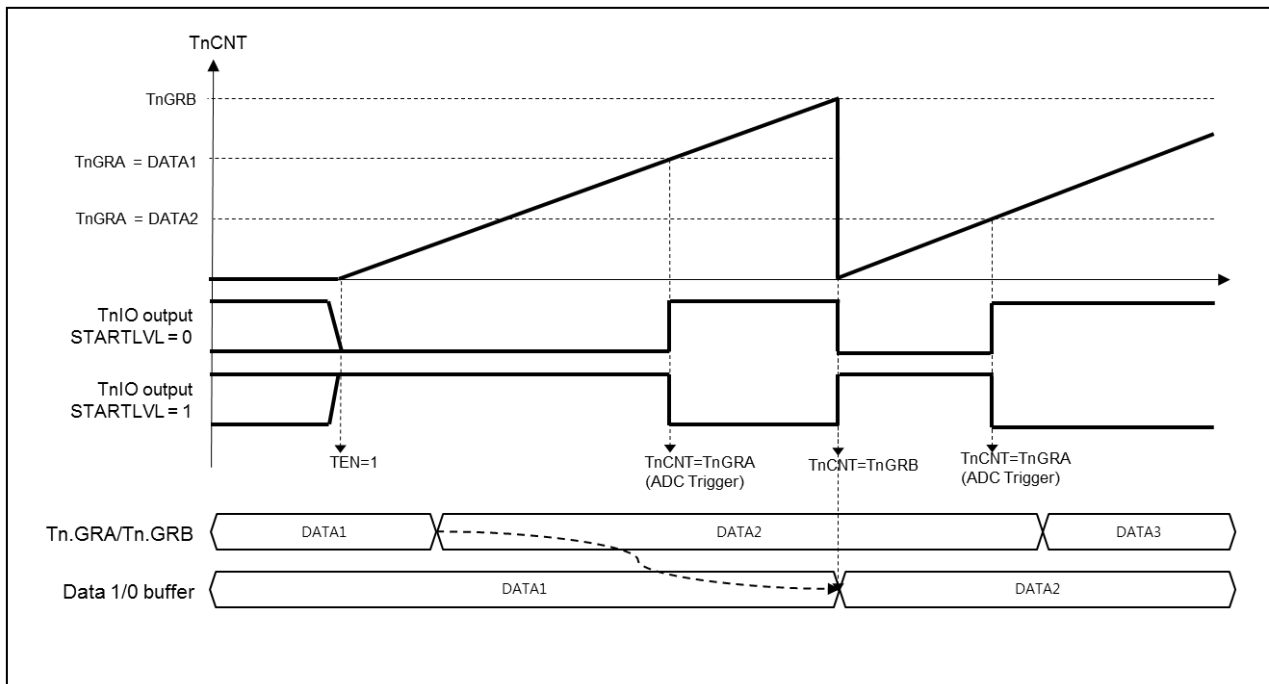 TnCNT
TnGRB
TnGRA = DATA1
TnGRA = DATA2
TnIO output
STARTLVL = 0
TnIO output
STARTLVL = 1
TEN=1
TnCNT=TnGRA
(ADC Trigger)
TnCNT=TnGRB
TnCNT=TnGRA
(ADC Trigger)
Tn.GRA/Tn.GRB
DATA1
DATA2
DATA3
Data 1/0 buffer
DATA1
DATA2